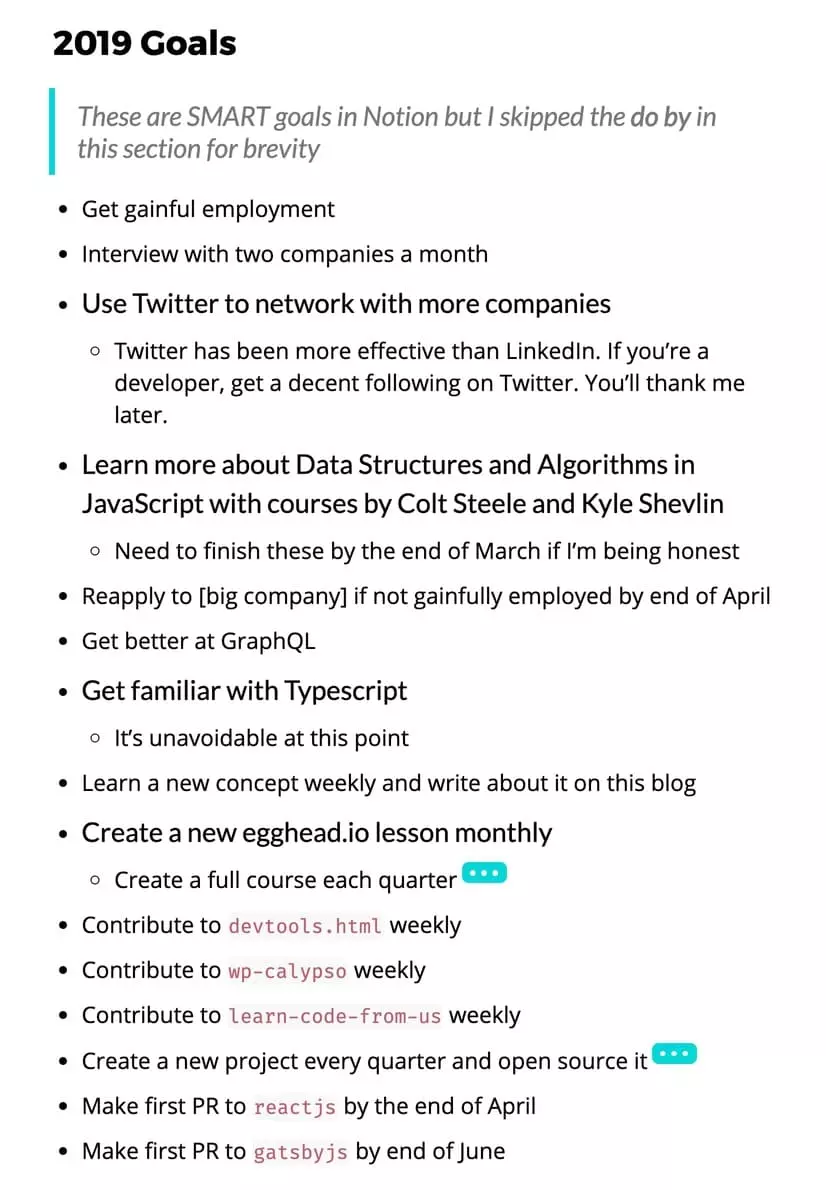 2019 Goals
These are SMART goals in Notion but I skipped the do by in
this section for brevity
Get gainful employment
Interview with two companies a month
Use Twitter to network with more companies
Twitter has been more effective than LinkedIn. If you’re a
developer, get a decent following on Twitter. You’ll thank me
later.
Learn more about Data Structures and Algorithms in
JavaScript with courses by Colt Steele and Kyle Shevlin
Need to finish these by the end of March if I’m being honest
Reapply to [big company] if not gainfully employed by end of April
Get better at GraphQL
Get familiar with Typescript
It’s unavoidable at this point
Learn a new concept weekly and write about it on this blog
Create a new egghead.io lesson monthly
Create a full course each quarter
Contribute to devtools.html weekly
Contribute to wp-calypso weekly
Contribute to learn-code-from-us weekly
Create a new project every quarter and open source it
Make first PR to reactjs by the end of April
Make first PR to gatsbyjs by end of June